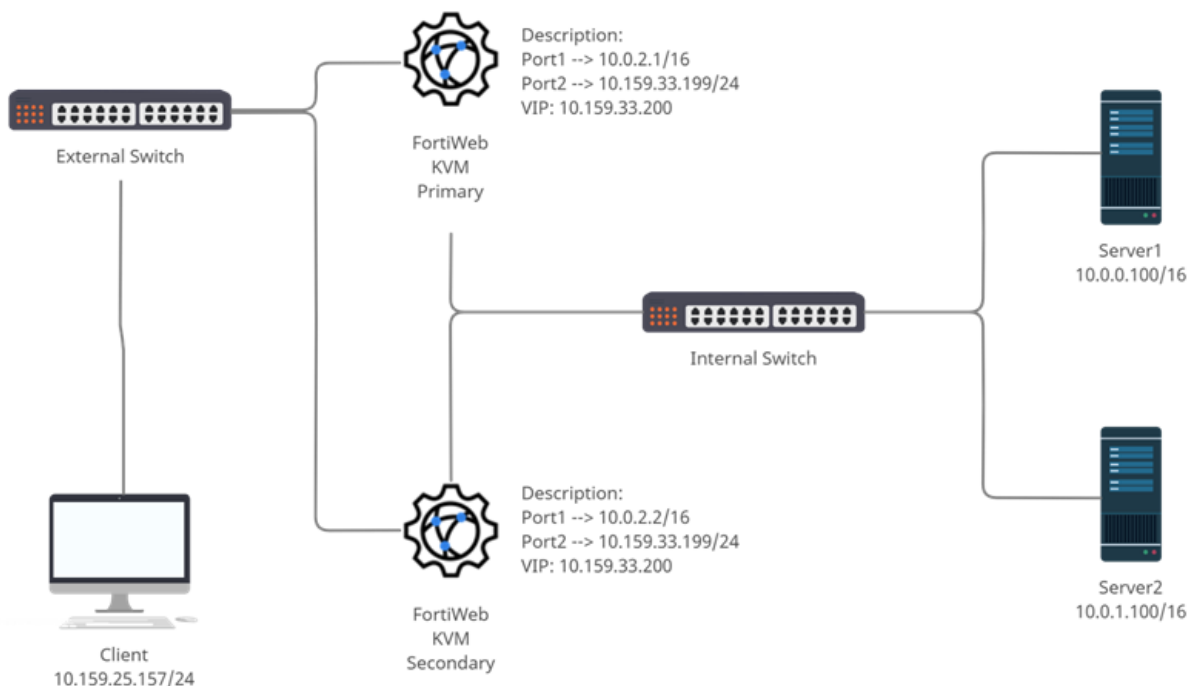 Description:
Port1 --> 10.0.2.1/16
Port2 --> 10.159.33.199/24
VIP: 10.159.33.200
FortiWeb
KVM
Primary
External Switch
Server1
10.0.0.100/16
Internal Switch
Description:
Port1 --> 10.0.2.2/16
Port2 --> 10.159.33.199/24
VIP: 10.159.33.200
FortiWeb
KVM
Secondary
Server2
10.0.1.100/16
Client
10.159.25.157/24